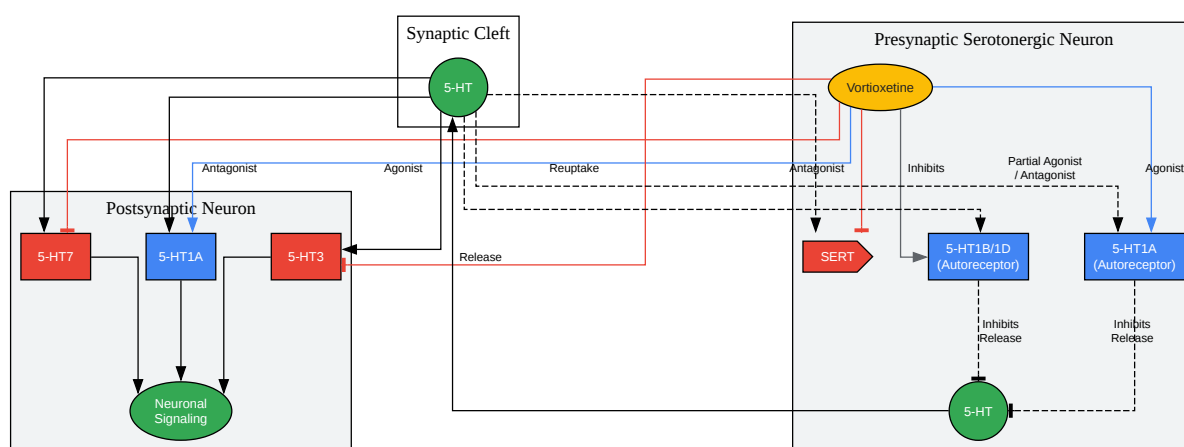 Synaptic Cleft
Presynaptic Serotonergic Neuron
5-HT
Vortioxetine
Antagonist
Agonist
Reuptake
Antagonist
Inhibits
Partial Agonist
/ Antagonist
Agonist
Postsynaptic Neuron
5-HT7
5-HT1A
5-HT3
Release
SERT
5-HT1B/1D
(Autoreceptor)
5-HT1A
(Autoreceptor)
Inhibits
Release
Inhibits
Release
Neuronal
Signaling
5-HT